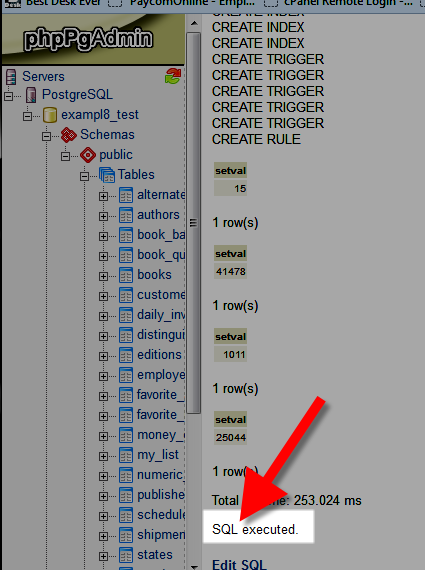 Best Desk Ever PaycomOnline - Empl... cPanel Remote Login -...
phpPgAdmin
Servers
PostgreSQL
exampl8_test
Schemas
public
Tables
alternate
authors
book_ba
book_qu
books
custome
daily_inv
distingui
editions
employe
favorite_
favorite_
money_
my_list
numeric_
publishe
schedule
shipmen
states
CREATE INDEX
CREATE INDEX
CREATE INDEX
CREATE TRIGGER
CREATE TRIGGER
CREATE TRIGGER
CREATE TRIGGER
CREATE TRIGGER
CREATE RULE
setval
15
1 row(s)
setval
41478
1 row(s)
setval
1011
1 row(s)
setval
25044
1 row(s)
Total me: 253.024 ms
SQL executed.
Edit SQL